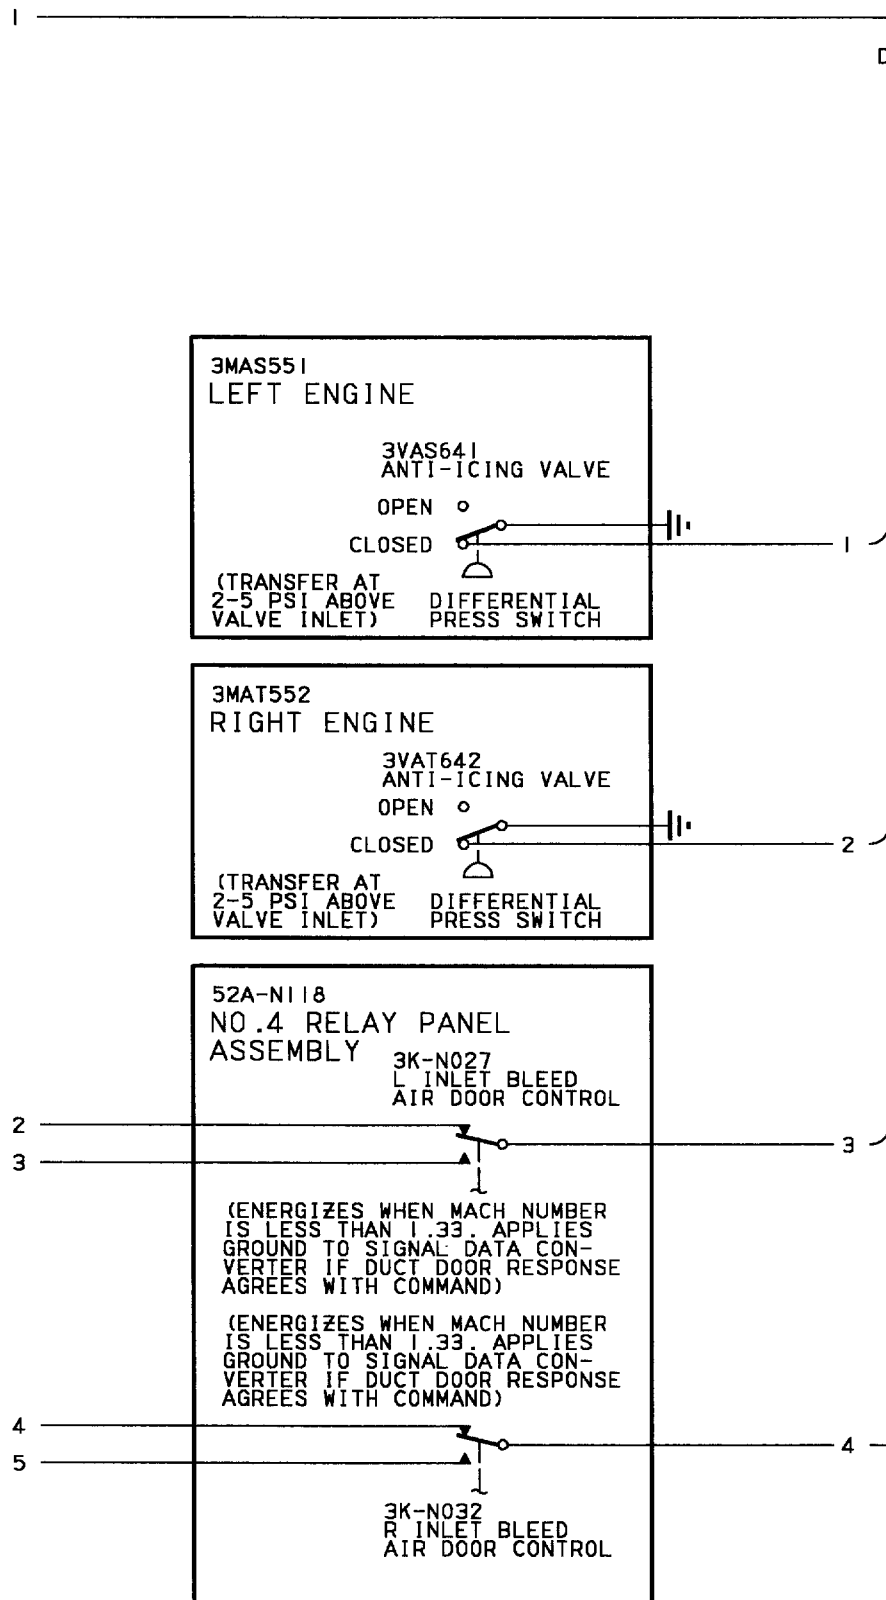 1
D
3MAS551
LEFT ENGINE
3VAS641
ANTI-ICING VALVE
OPEN
CLOSED
1
(TRANSFER AT
2-5 PSI ABOVE
VALVE INLET)
DIFFERENTIAL
PRESS SWITCH
3MAT552
RIGHT ENGINE
3VAT642
ANTI-ICING VALVE
OPEN
CLOSED
2
(TRANSFER AT
2-5 PSI ABOVE
VALVE INLET)
DIFFERENTIAL
PRESS SWITCH
52A-N118
NO.4 RELAY PANEL
ASSEMBLY
3K-N027
L INLET BLEED
AIR DOOR CONTROL
2
3
3
(ENERGIZES WHEN MACH NUMBER
IS LESS THAN 1.33. APPLIES
GROUND TO SIGNAL DATA CON-
VERTER IF DUCT DOOR RESPONSE
AGREES WITH COMMAND)
(ENERGIZES WHEN MACH NUMBER
IS LESS THAN 1.33. APPLIES
GROUND TO SIGNAL DATA CON-
VERTER IF DUCT DOOR RESPONSE
AGREES WITH COMMAND)
4
4
5
3K-N032
R INLET BLEED
AIR DOOR CONTROL